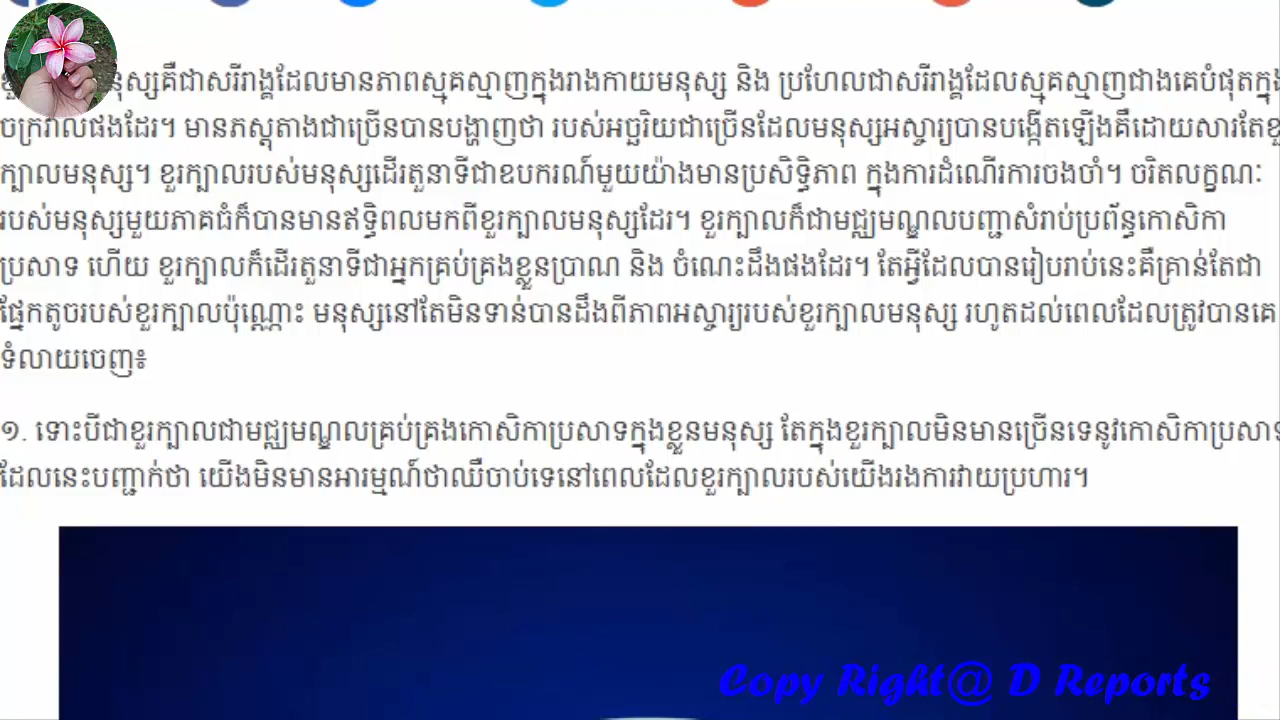 មនុស្សគឺជាសរីរាង្គដែលមានភាពស្មុគស្មាញក្នុងរាងកាយមនុស្ស និង ប្រហែលជាសរីរាង្គដែលស្មុគស្មាញជាងគេបំផុតក្នុង
ចក្រវាលផងដែរ។ មានភស្តុតាងជាច្រើនបានបង្ហាញថា របស់អច្ឆរិយជាច្រើនដែលមនុស្សអស្ចារ្យបានបង្កើតឡើងគឺដោយសារតែខួរ
ក្បាលមនុស្ស។ ខួរក្បាលរបស់មនុស្សដើរតួនាទីជាឧបករណ៍មួយយ៉ាងមានប្រសិទ្ធិភាព ក្នុងការដំណើរការចងចាំ។ ចរិតលក្ខណៈ
របស់មនុស្សមួយភាគធំក៏បានមានឥទ្ធិពលមកពីខួរក្បាលមនុស្សដែរ។ ខួរក្បាលក៏ជាមជ្ឈមណ្ឌលបញ្ជាសំរាប់ប្រព័ន្ធកោសិកា
ប្រសាទ ហើយ ខួរក្បាលក៏ដើរតួនាទីជាអ្នកគ្រប់គ្រងខ្លួនប្រាណ និង ចំណេះដឹងផងដែរ។ តែអ្វីដែលបានរៀបរាប់នេះគឺគ្រាន់តែជា
ផ្នែកតូចរបស់ខួរក្បាលប៉ុណ្ណោះ មនុស្សនៅតែមិនទាន់បានដឹងពីភាពអស្ចារ្យរបស់ខួរក្បាលមនុស្ស រហូតដល់ពេលដែលត្រូវបានគេ
ទំលាយចេញ៖
១. ទោះបីជាខួរក្បាលជាមជ្ឈមណ្ឌលគ្រប់គ្រងកោសិកាប្រសាទក្នុងខ្លួនមនុស្ស តែក្នុងខួរក្បាលមិនមានច្រើនទេនូវកោសិកាប្រសាទ
ដែលនេះបញ្ជាក់ថា យើងមិនមានអារម្មណ៍ថាឈឺចាប់ទេនៅពេលដែលខួរក្បាលរបស់យើងរងការវាយប្រហារ។
Copy Right@ D Reports